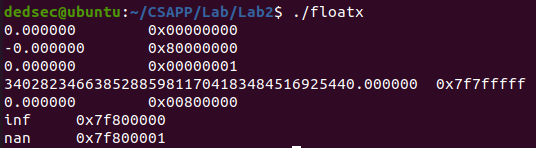 dedsec@ubuntu:~/CSAPP/Lab/Lab2$ ./floatx
0.000000 0x00000000
-0.000000 0x80000000
0.000000 0x00000001
340282346638528859811704183484516925440.000000 0x7f7fffff
0.000000 0x00800000
inf 0x7f800000
nan 0x7f800001